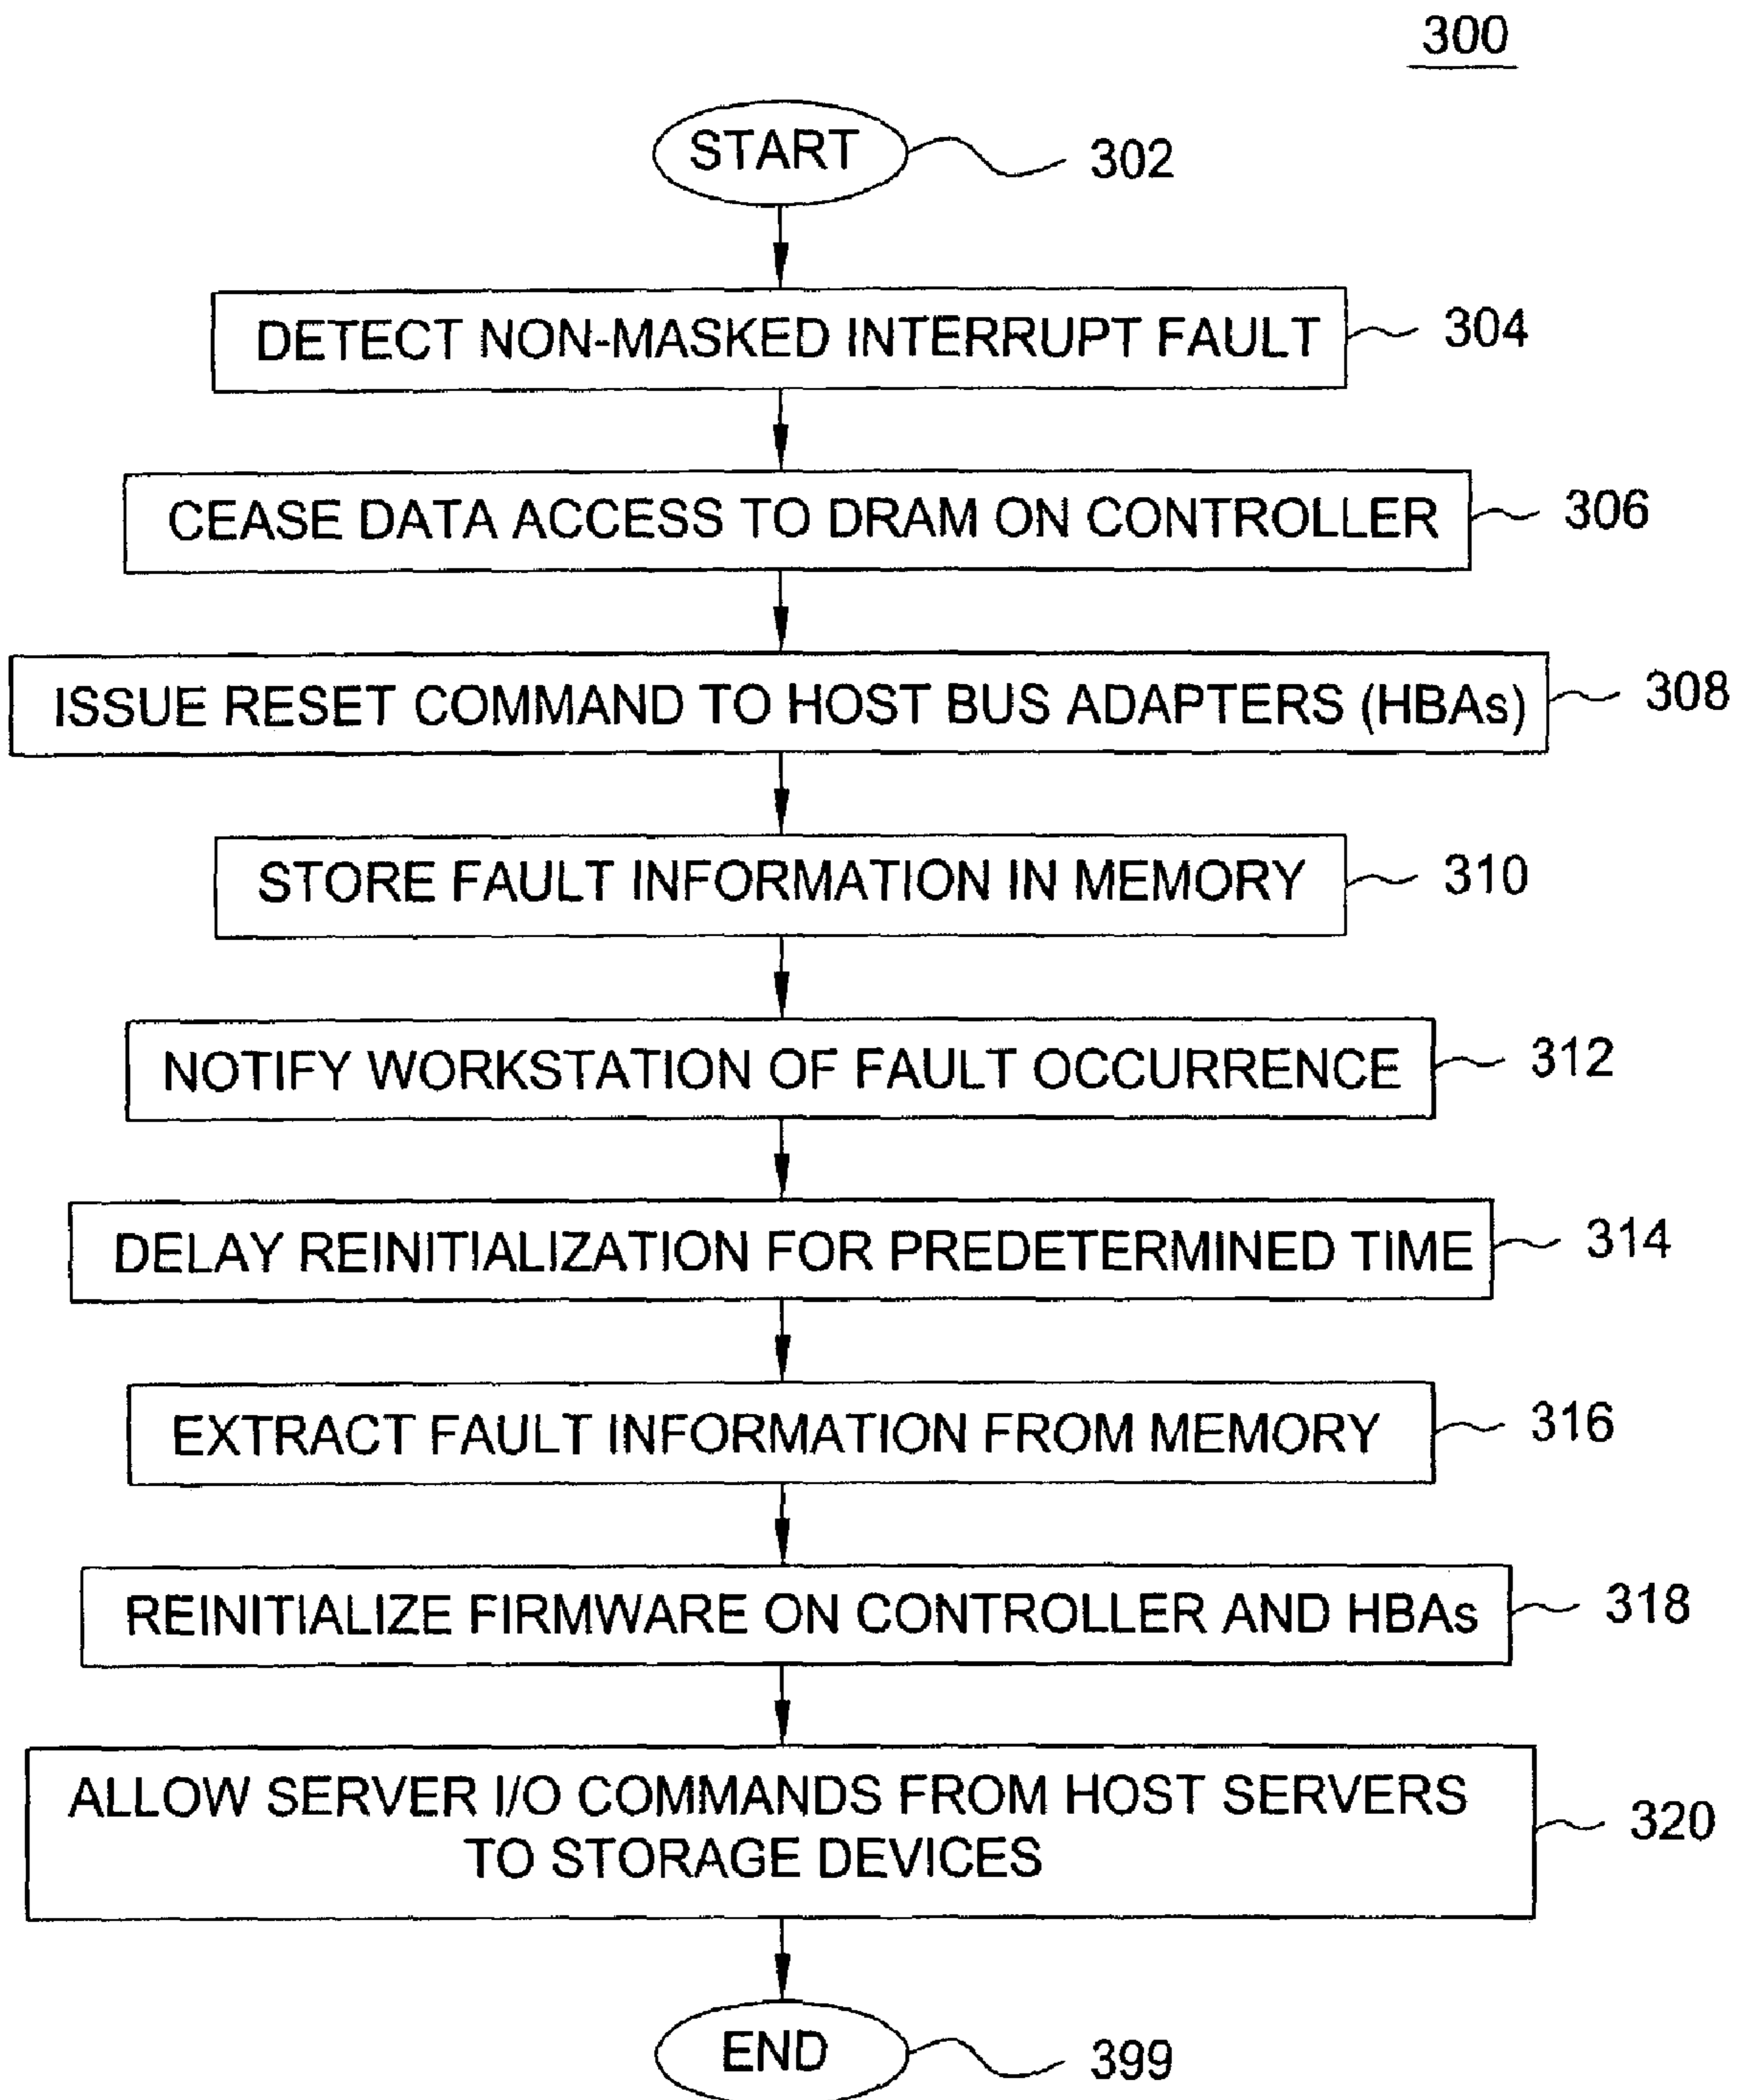 300
START
302
DETECT NON-MASKED INTERRUPT FAULT
304
CEASE DATA ACCESS TO DRAM ON CONTROLLER
306
ISSUE RESET COMMAND TO HOST BUS ADAPTERS (HBAs)
308
STORE FAULT INFORMATION IN MEMORY
310
NOTIFY WORKSTATION OF FAULT OCCURRENCE
312
DELAY REINITIALIZATION FOR PREDETERMINED TIME
314
EXTRACT FAULT INFORMATION FROM MEMORY
316
REINITIALIZE FIRMWARE ON CONTROLLER AND HBAs
318
ALLOW SERVER I/O COMMANDS FROM HOST SERVERS
TO STORAGE DEVICES
320
END
399